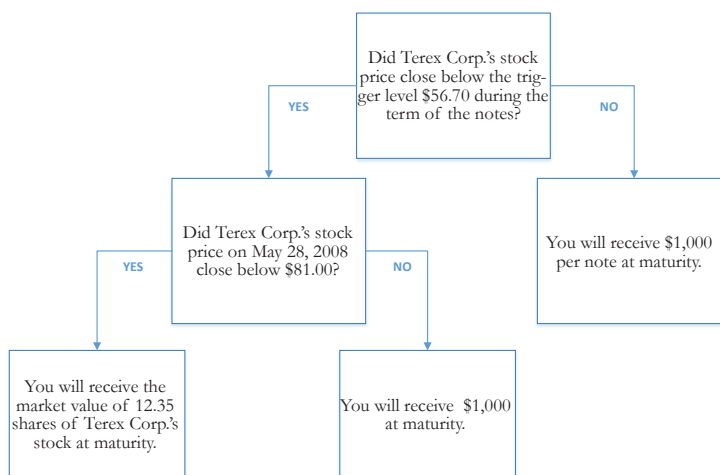 Did Terex Corp.'s stock
price close below the trig-
ger level $56.70 during the
term of the notes?
YES
NO
Did Terex Corp.'s stock
price on May 28, 2008
close below $81.00?
You will receive $1,000
per note at maturity.
YES
NO
You will receive the
market value of 12.35
shares of Terex Corp.'s
stock at maturity.
You will receive $1,000
at maturity.